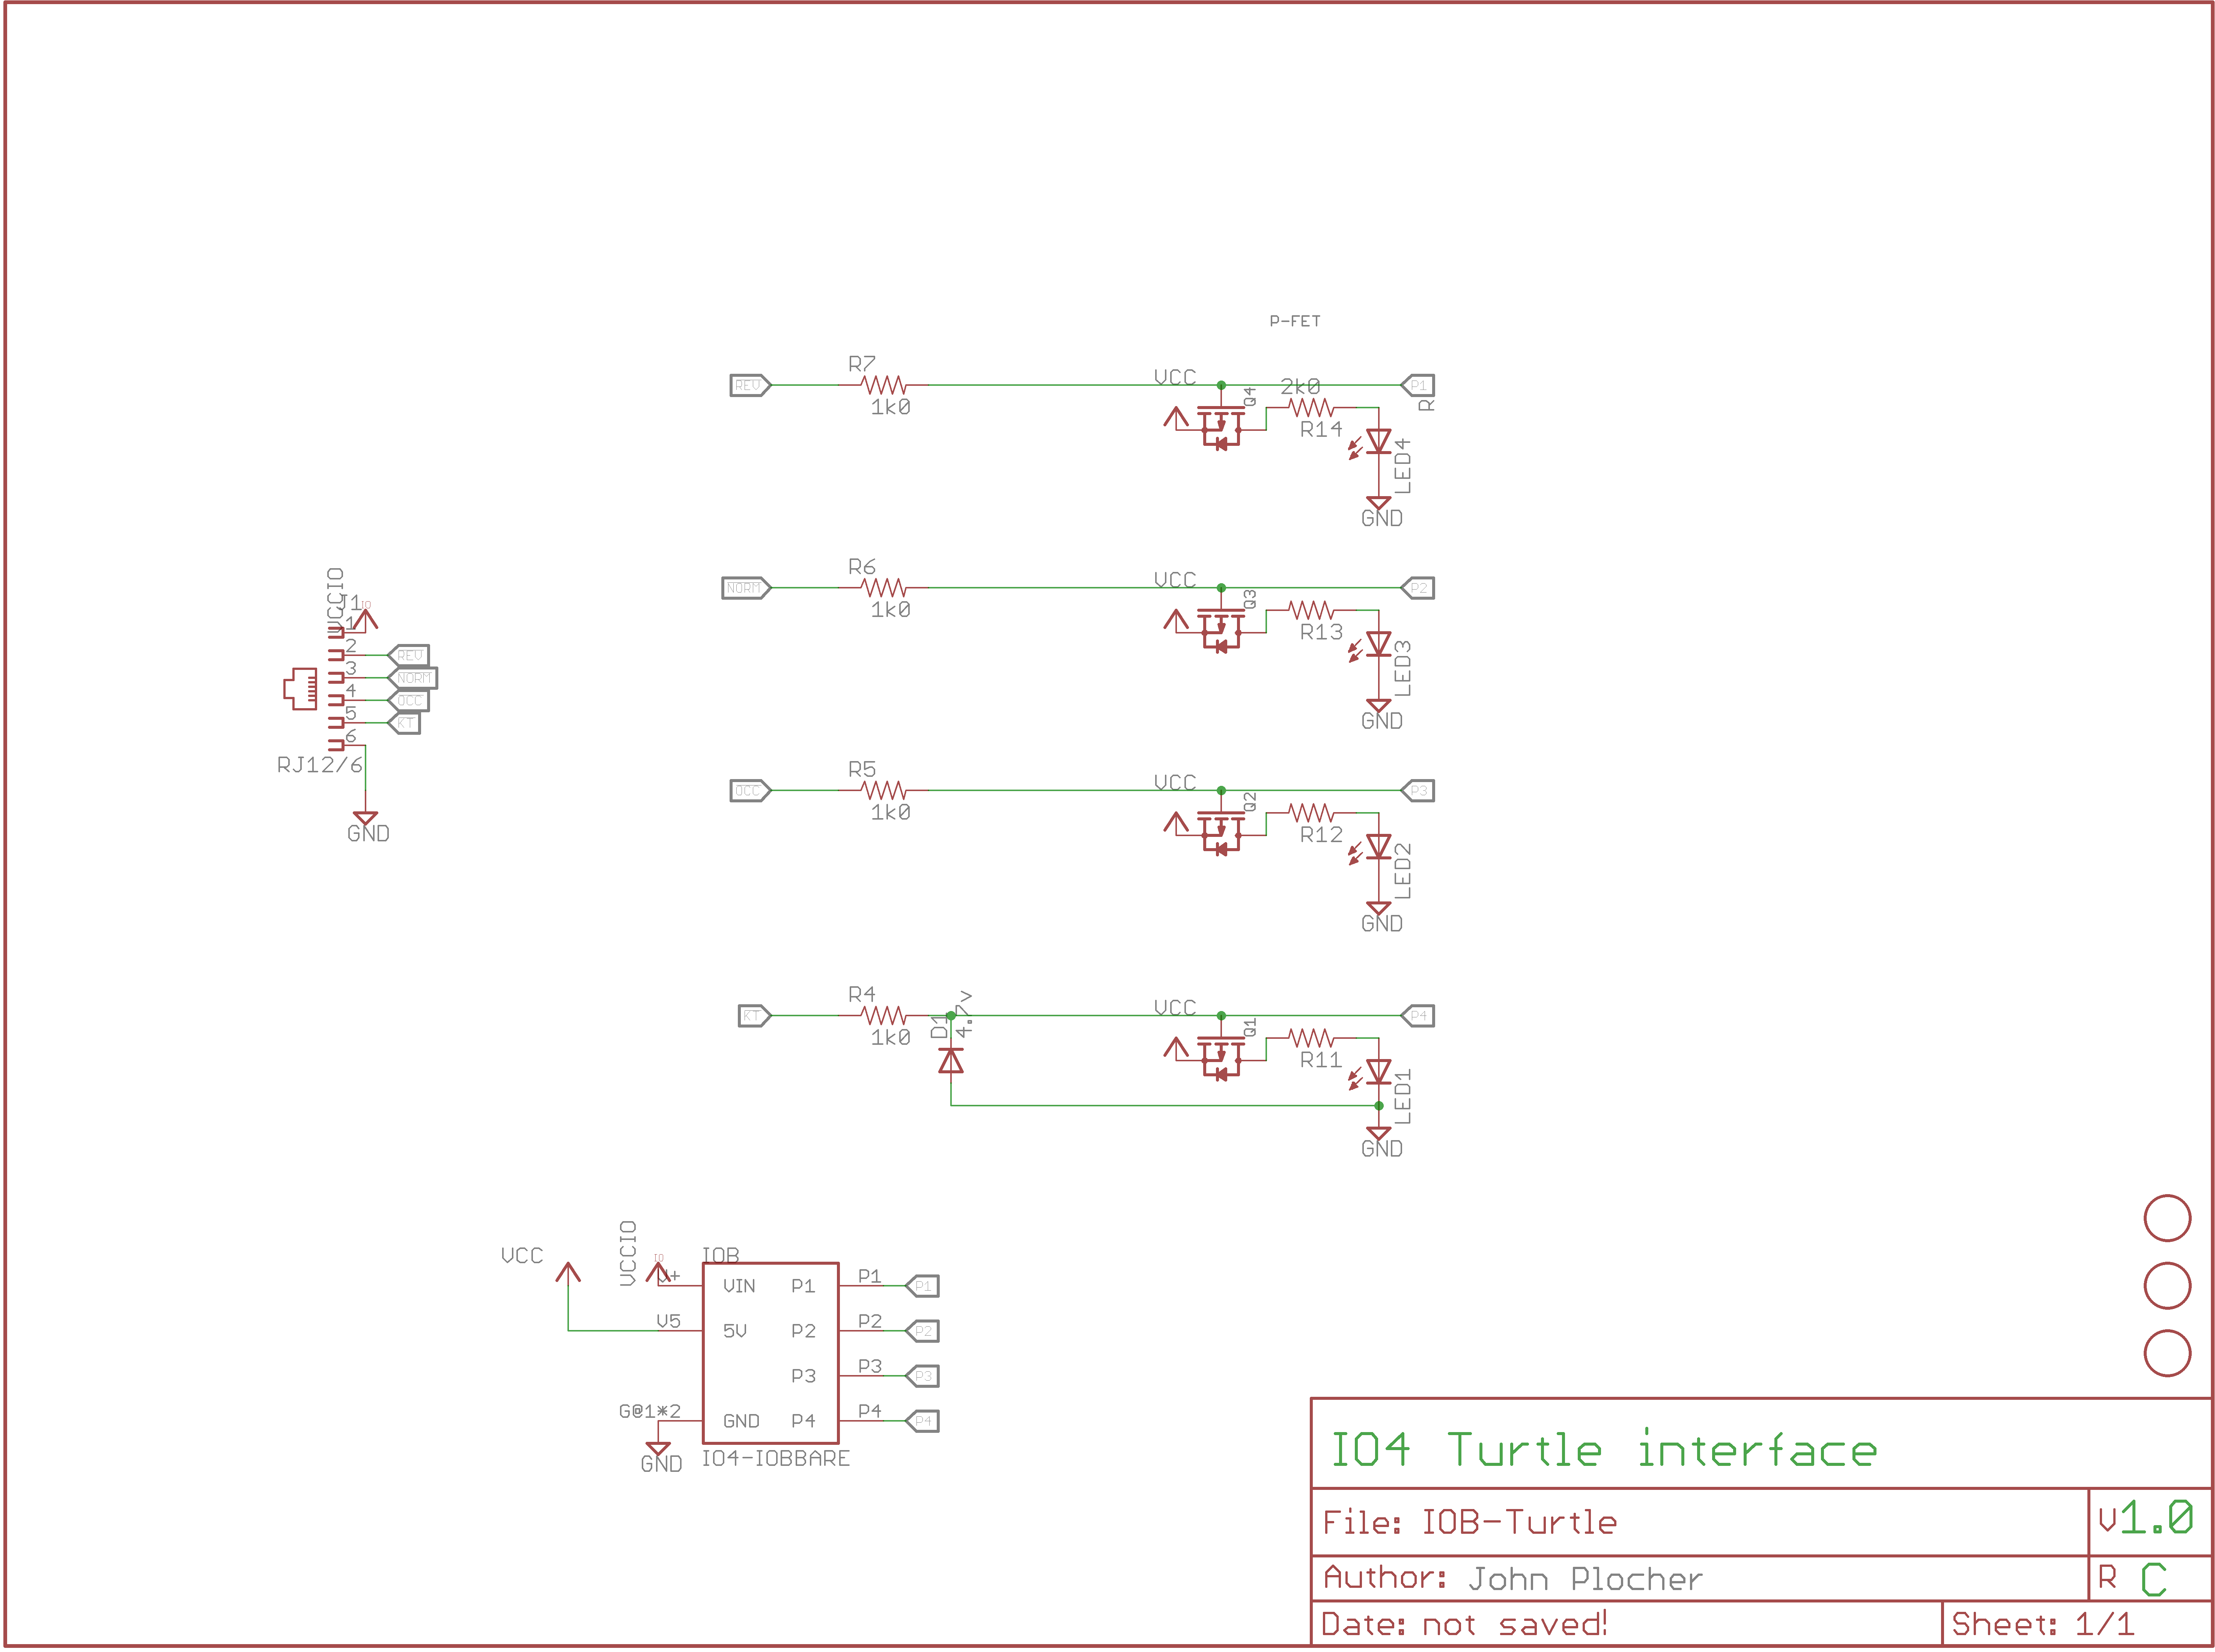 P-FET
R7
REV
1k0
VCC
Q4
2k0
R14
P1
R
LED4
GND
R6
NORM
1k0
VCC
Q3
R13
P2
LED3
GND
VCCIO
J1
IO
1
2
REV
3
NORM
4
OCC
5
KT
6
RJ12/6
GND
R5
OCC
1k0
VCC
Q2
R12
P3
LED2
GND
R4
KT
1k0
D1
4.7v
VCC
Q1
R11
P4
LED1
GND
VCC
VCCIO
IO
V+
IOB
VIN
P1
P1
P1
V5
5V
P2
P2
P2
P3
P3
P3
G@1*2
GND
P4
P4
P4
GND
IO4-IOBBARE
IO4 Turtle interface
File: IOB-Turtle
V1.0
Author: John Plocher
R C
Date: not saved!
Sheet: 1/1